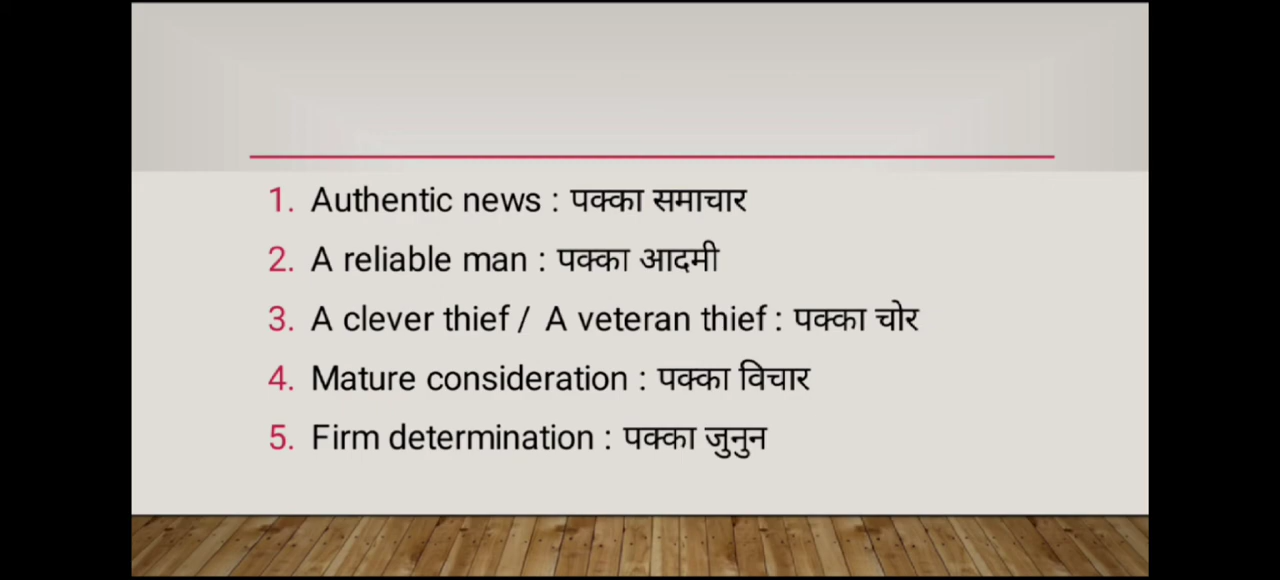 1. Authentic news : पक्का समाचार
2. A reliable man : पक्का आदमी
3. A clever thief / A veteran thief : पक्का चोर
4. Mature consideration : पक्का विचार
5. Firm determination : पक्का जुनुन